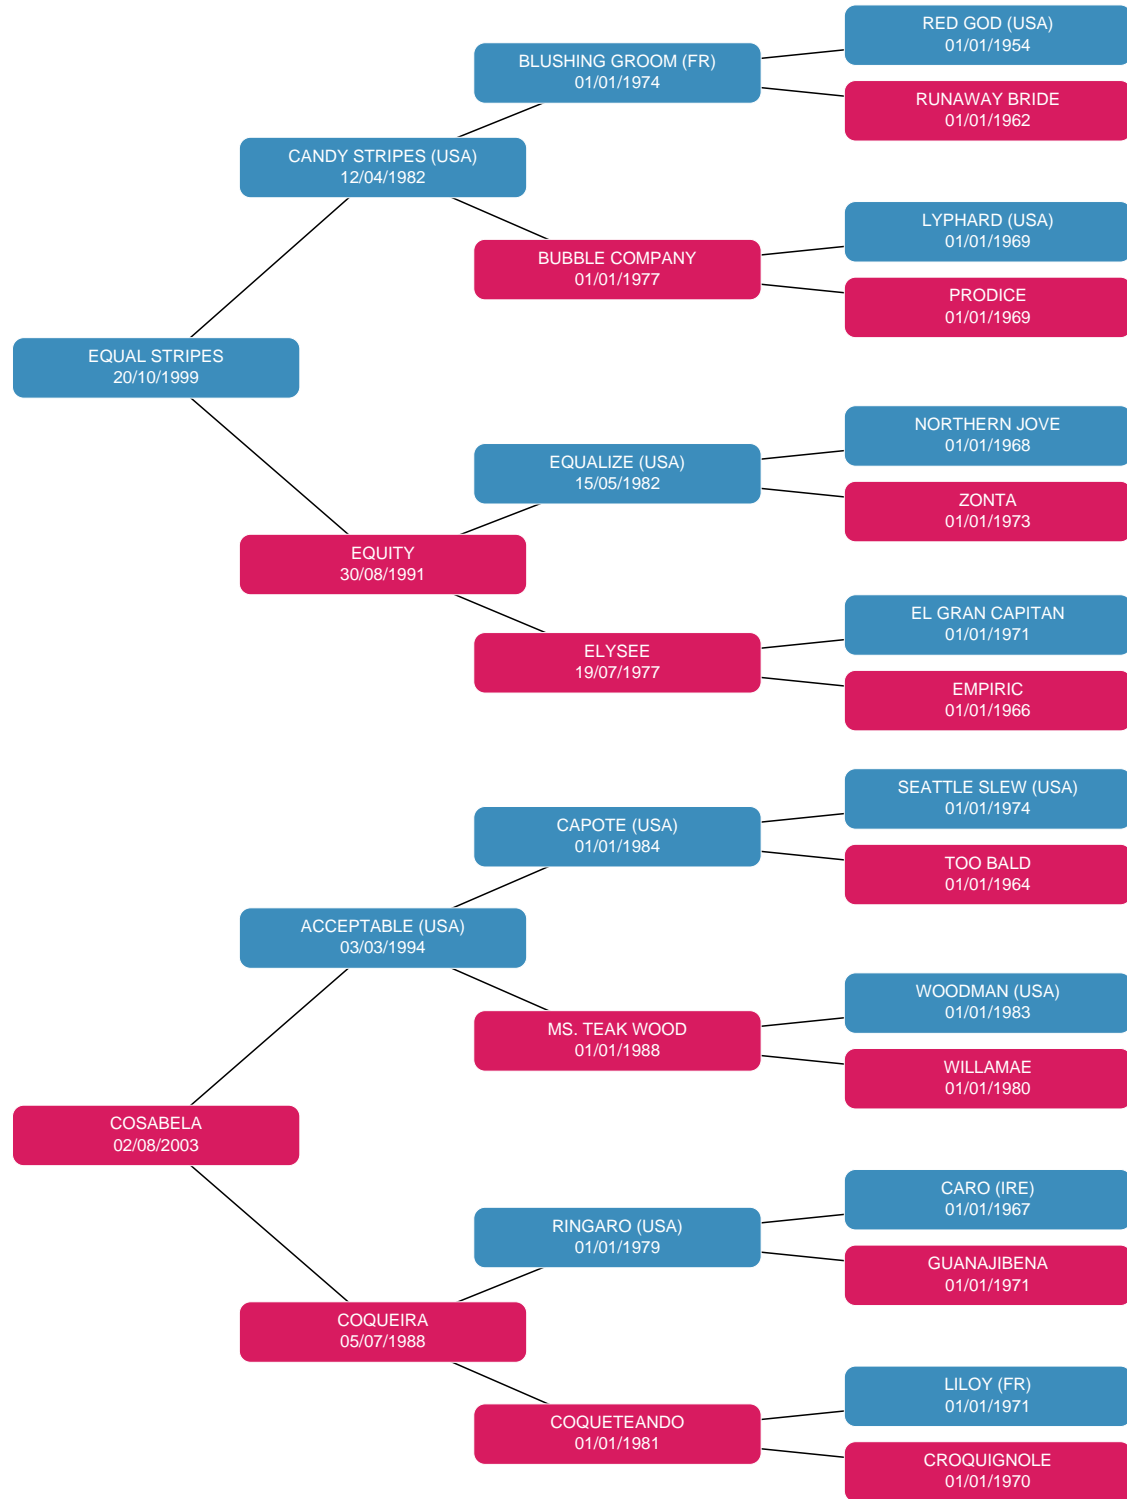 RED GOD (USA)
01/01/1954
BLUSHING GROOM (FR)
01/01/1974
RUNAWAY BRIDE
01/01/1962
CANDY STRIPES (USA)
12/04/1982
LYPHARD (USA)
01/01/1969
BUBBLE COMPANY
01/01/1977
PRODICE
01/01/1969
EQUAL STRIPES
20/10/1999
NORTHERN JOVE
01/01/1968
EQUALIZE (USA)
15/05/1982
ZONTA
01/01/1973
EQUITY
30/08/1991
EL GRAN CAPITAN
01/01/1971
ELYSEE
19/07/1977
EMPIRIC
01/01/1966
SEATTLE SLEW (USA)
01/01/1974
CAPOTE (USA)
01/01/1984
TOO BALD
01/01/1964
ACCEPTABLE (USA)
03/03/1994
WOODMAN (USA)
01/01/1983
MS. TEAK WOOD
01/01/1988
WILLAMAE
01/01/1980
COSABELA
02/08/2003
CARO (IRE)
01/01/1967
RINGARO (USA)
01/01/1979
GUANAJIBENA
01/01/1971
COQUEIRA
05/07/1988
LILOY (FR)
01/01/1971
COQUETEANDO
01/01/1981
CROQUIGNOLE
01/01/1970